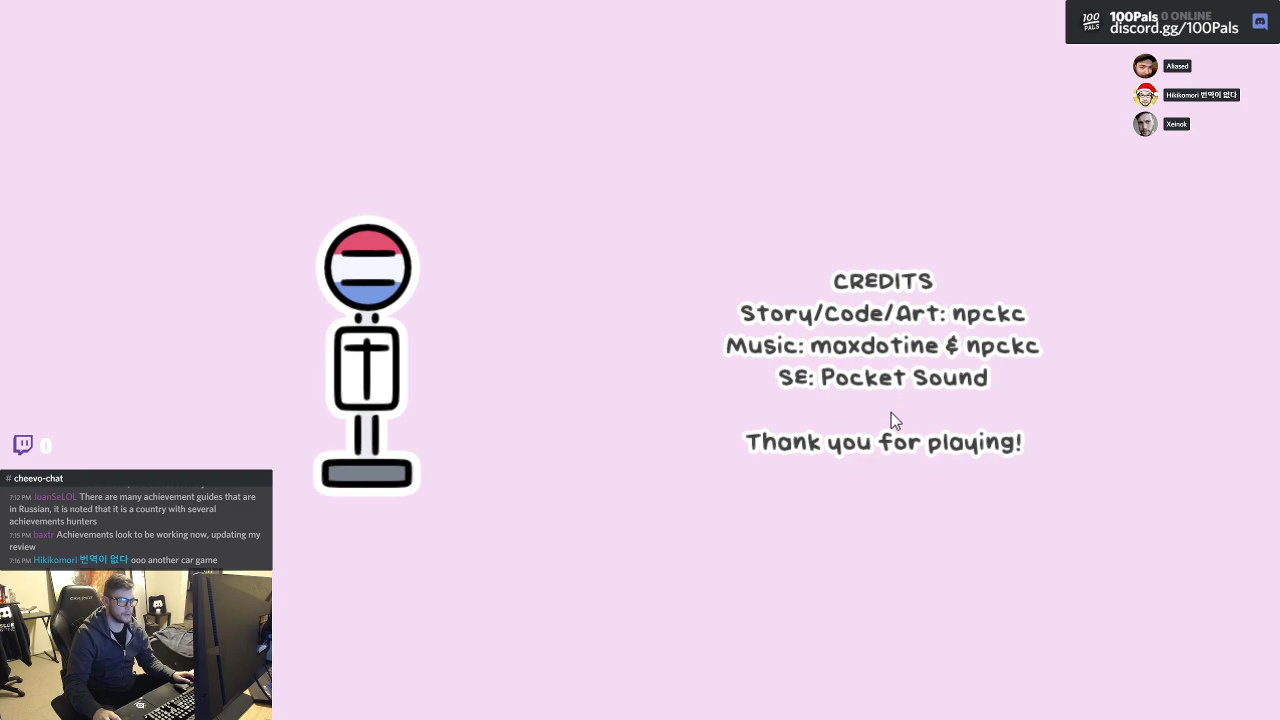 100Pals 0 ONLINE
discord.gg/100Pals
100
PALS
Aliased
Hikikomori 번역이 없다
Xeinok
CREDITS
Story/Code/Art: npckc
Music: maxdotine & npckc
SE: Pocket Sound
Thank you for playing!
0
# cheevo-chat
7:12 PM JuanSeLOL There are many achievement guides that are
in Russian, it is noted that it is a country with several
achievements hunters
7:15 PM baxtr Achievements look to be working now, updating my
review
7:16 PM Hikikomori 번역이 없다 ooo another car game